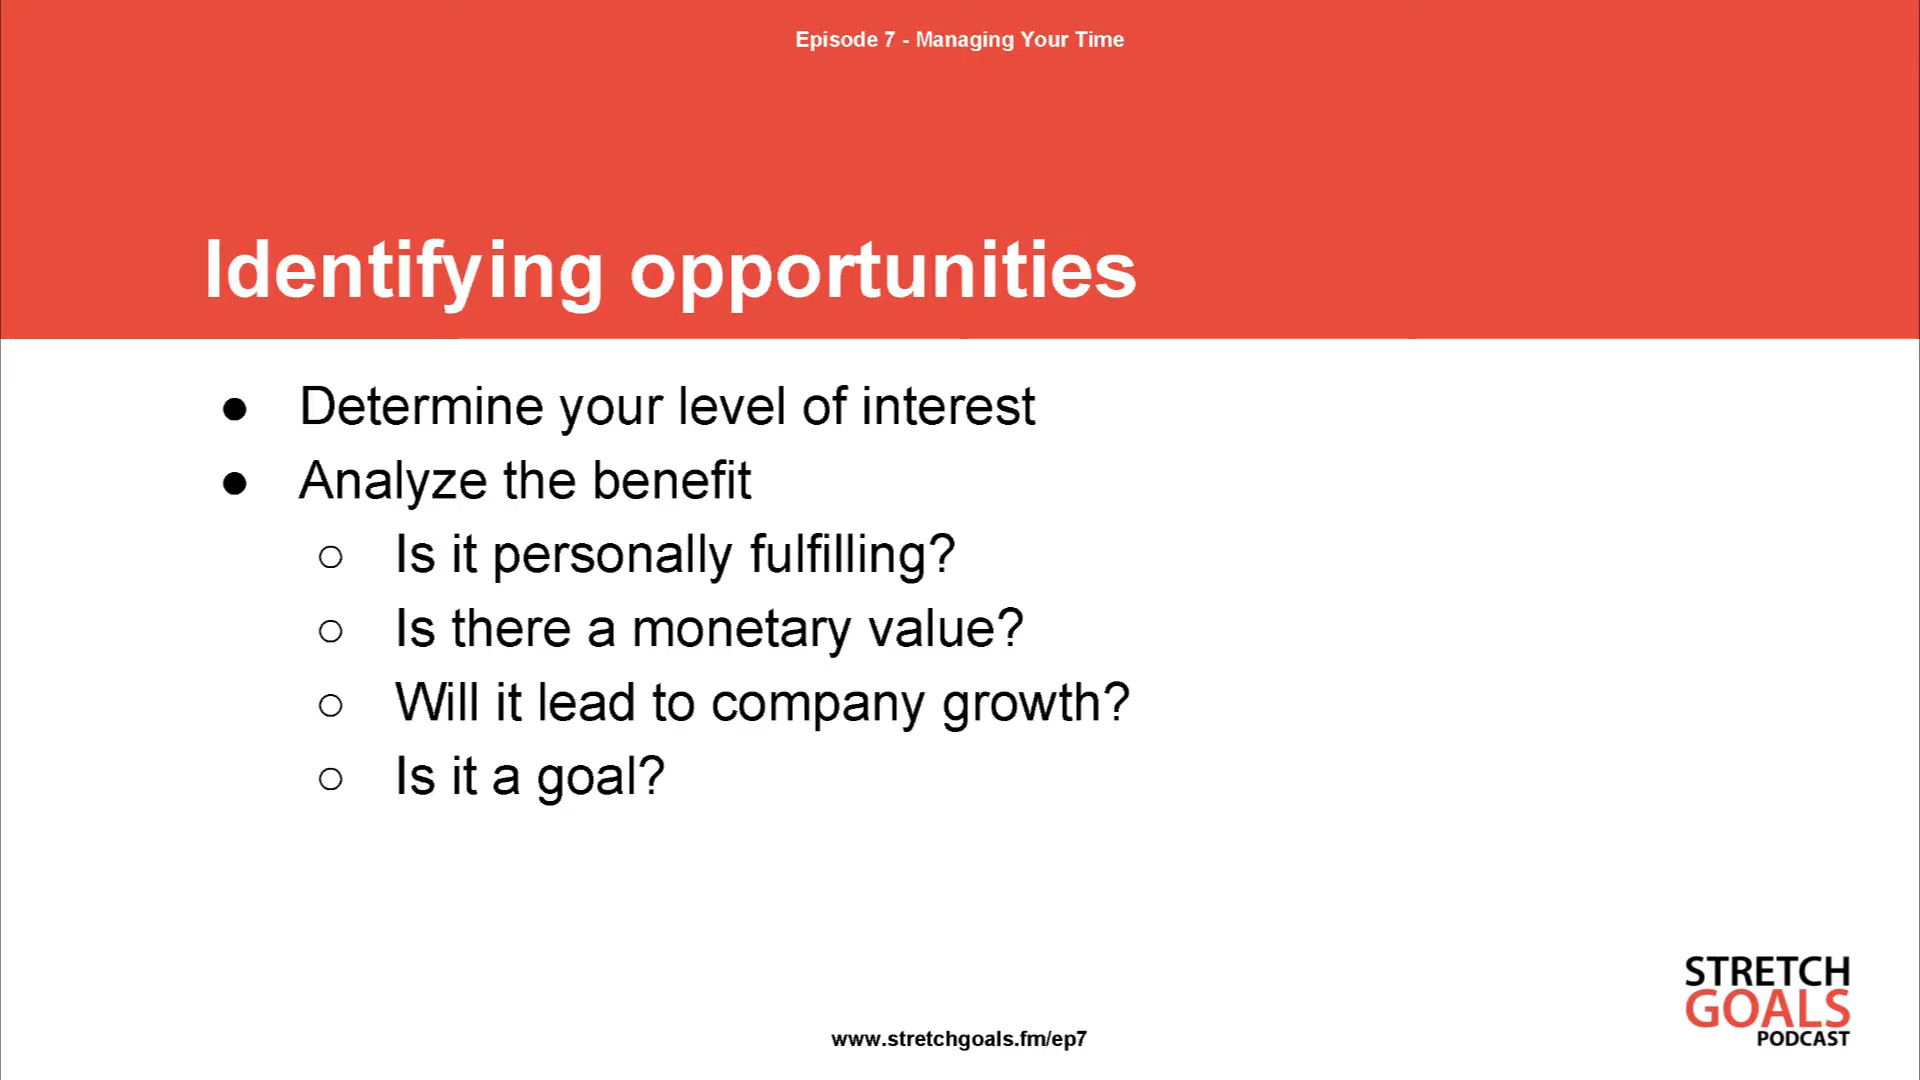 Episode 7 - Managing Your Time
Identifying opportunities
● Determine your level of interest
● Analyze the benefit
○ Is it personally fulfilling?
○ Is there a monetary value?
○ Will it lead to company growth?
○ Is it a goal?
STRETCH
GOALS
PODCAST
www.stretchgoals.fm/ep7